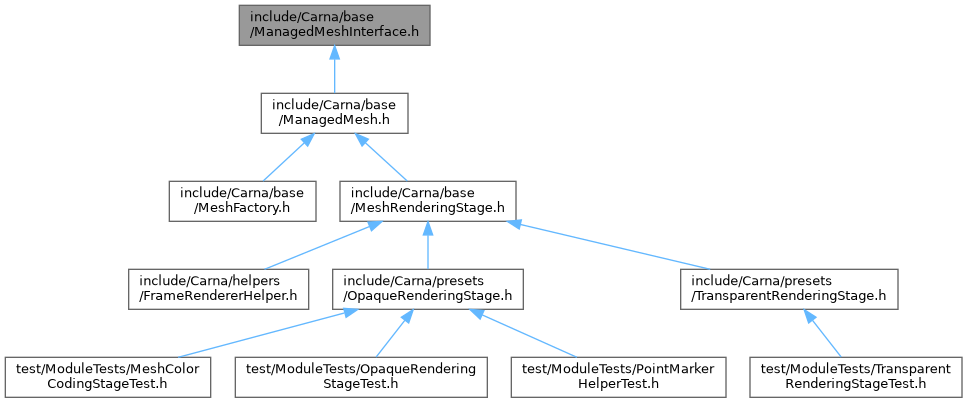 include/Carna/base
/ManagedMeshInterface.h
include/Carna/base
/ManagedMesh.h
include/Carna/base
/MeshFactory.h
include/Carna/base
/MeshRenderingStage.h
include/Carna/helpers
/FrameRendererHelper.h
include/Carna/presets
/OpaqueRenderingStage.h
include/Carna/presets
/TransparentRenderingStage.h
test/ModuleTests/MeshColor
CodingStageTest.h
test/ModuleTests/OpaqueRendering
StageTest.h
test/ModuleTests/PointMarker
HelperTest.h
test/ModuleTests/Transparent
RenderingStageTest.h